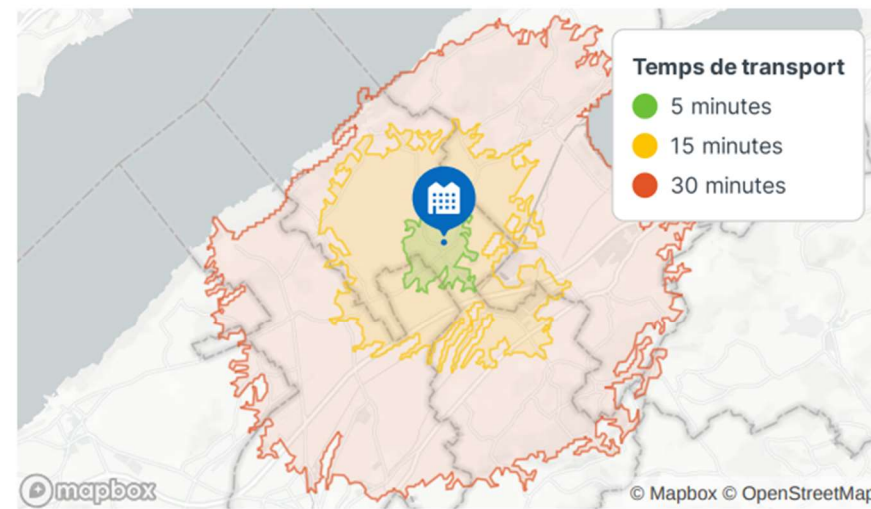 Temps de transport
5 minutes
15 minutes
30 minutes
mapbox
© Mapbox © OpenStreetMap